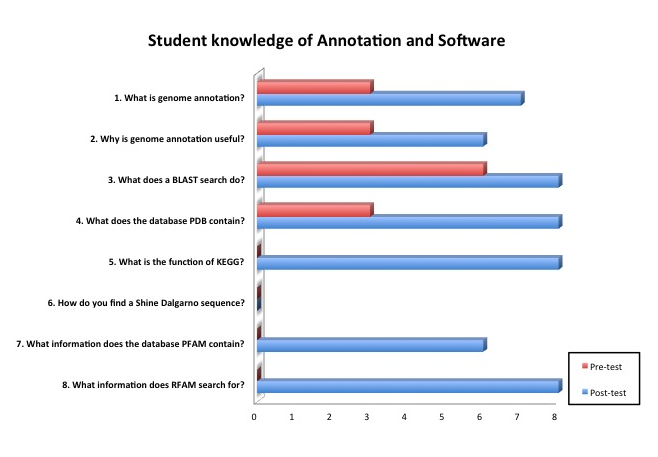 Student knowledge of Annotation and Software
1. What is genome annotation?
2. Why is genome annotation useful?
3. What does a BLAST search do?
4. What does the database PDB contain?
5. What is the function of KEGG?
6. How do you find a Shine Dalgarno sequence?
7. What information does the database PFAM contain?
8. What information does RFAM search for?
0 1 2 3 4 5 6 7 8
Pre-test
Post-test